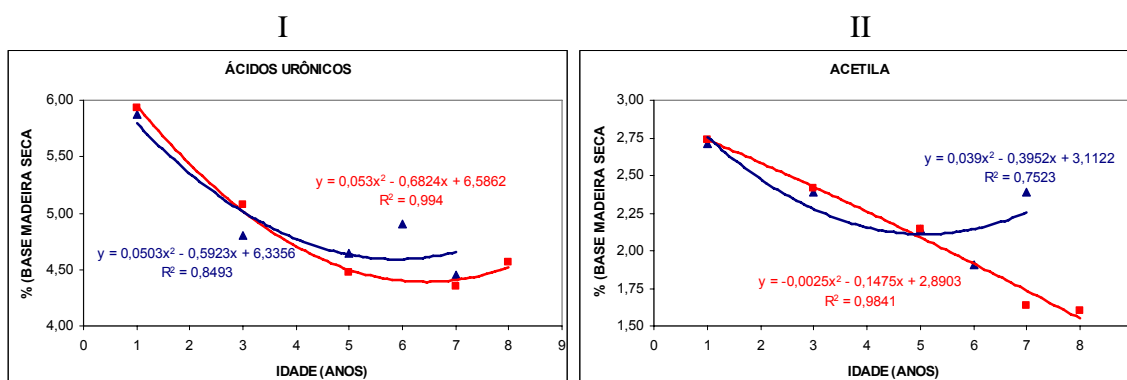 I
ÁCIDOS URÔNICOS
% (BASE MADEIRA SECA
6,00
5,50
5,00
4,50
4,00
y = 0,053x² - 0,6824x + 6,5862
R² = 0,994
y = 0,0503x² - 0,5923x + 6,3356
R² = 0,8493
0 1 2 3 4 5 6 7 8 9
IDADE (ANOS)
II
ACETILA
% (BASE MADEIRA SECA
3,00
2,75
2,50
2,25
2,00
1,75
1,50
y = 0,039x² - 0,3952x + 3,1122
R² = 0,7523
y = -0,0025x² - 0,1475x + 2,8903
R² = 0,9841
0 1 2 3 4 5 6 7 8
IDADE (ANOS)